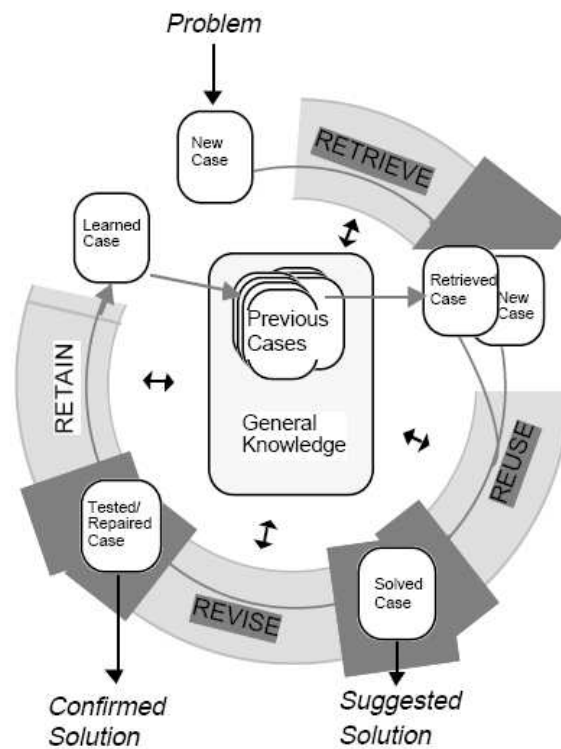 Problem
New
Case
RETRIEVE
Learned
Case
Retrieved
Case
New
Case
Previous
Cases
General
Knowledge
RETAIN
REUSE
Tested/
Repaired
Case
Solved
Case
REVISE
Confirmed
Solution
Suggested
Solution